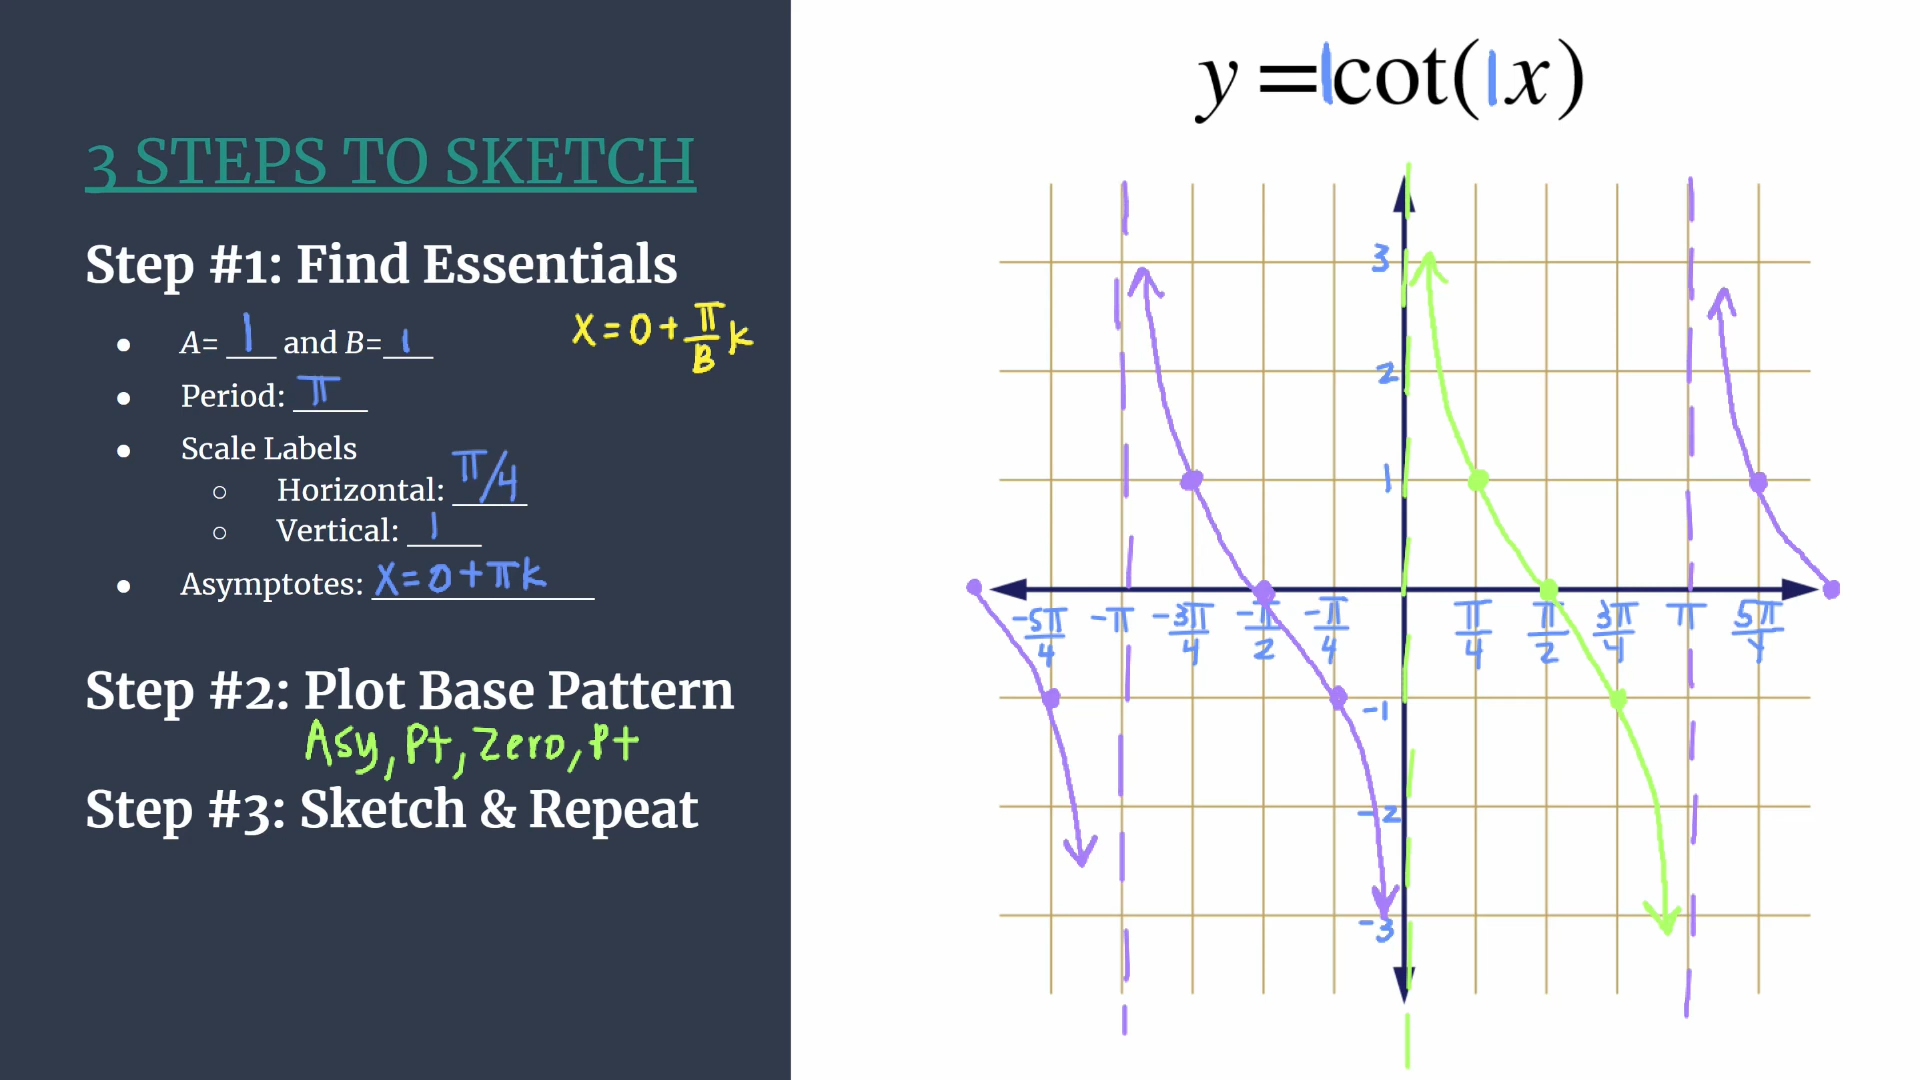 y = 1cot(1x)
3 STEPS TO SKETCH
Step #1: Find Essentials
x = 0 + π/B k
● A= 1 and B= 1
● Period: π
● Scale Labels
○ Horizontal: π/4
○ Vertical: 1
● Asymptotes: x = 0 + πk
Step #2: Plot Base Pattern
Asy, Pt, Zero, Pt
Step #3: Sketch & Repeat
3
2
1
-5π/4 -π -3π/4 -π/2 -π/4 π/4 π/2 3π/4 π 5π/4
-1
-2
-3